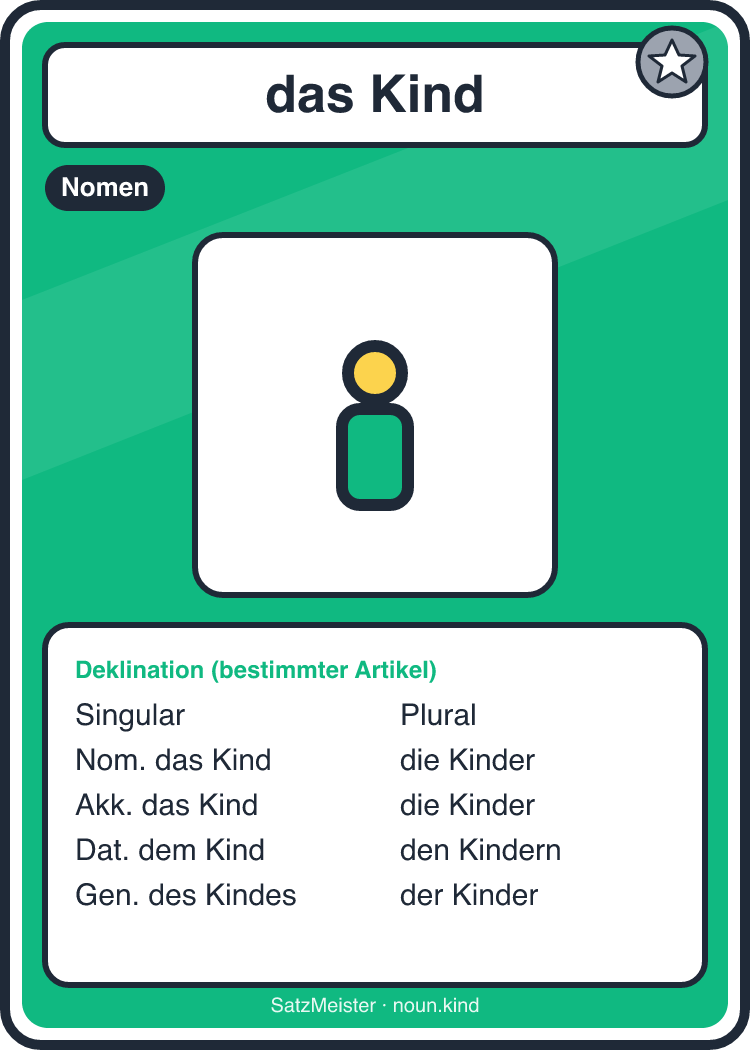 das Kind
Nomen
Deklination (bestimmter Artikel)
Singular Plural
Nom. das Kind die Kinder
Akk. das Kind die Kinder
Dat. dem Kind den Kindern
Gen. des Kindes der Kinder
SatzMeister · noun.kind